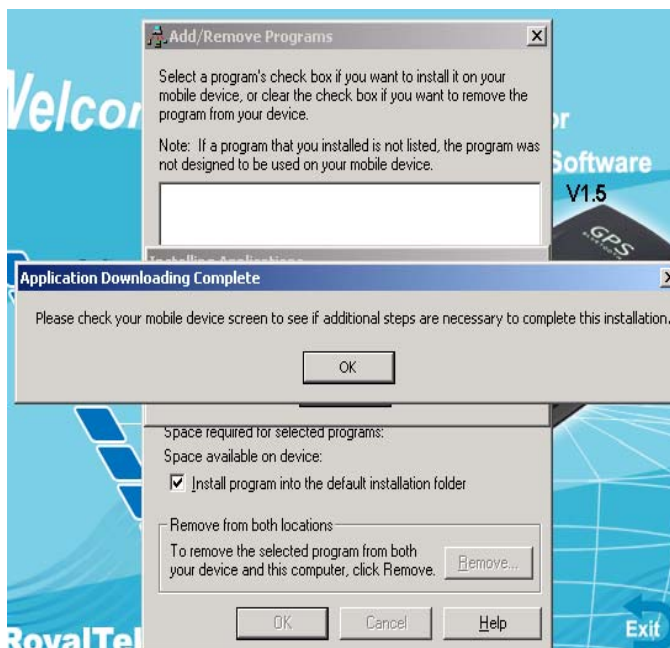 Add/Remove Programs
Select a program's check box if you want to install it on your
mobile device, or clear the check box if you want to remove the
program from your device.
Note: If a program that you installed is not listed, the program was
not designed to be used on your mobile device.
Software
V1.5
GPS
Installing Applications
Application Downloading Complete
Please check your mobile device screen to see if additional steps are necessary to complete this installation.
OK
Space required for selected programs:
Space available on device:
Install program into the default installation folder
Remove from both locations
To remove the selected program from both
your device and this computer, click Remove.
Remove...
OK
Cancel
Help
RoyalTe
Exit